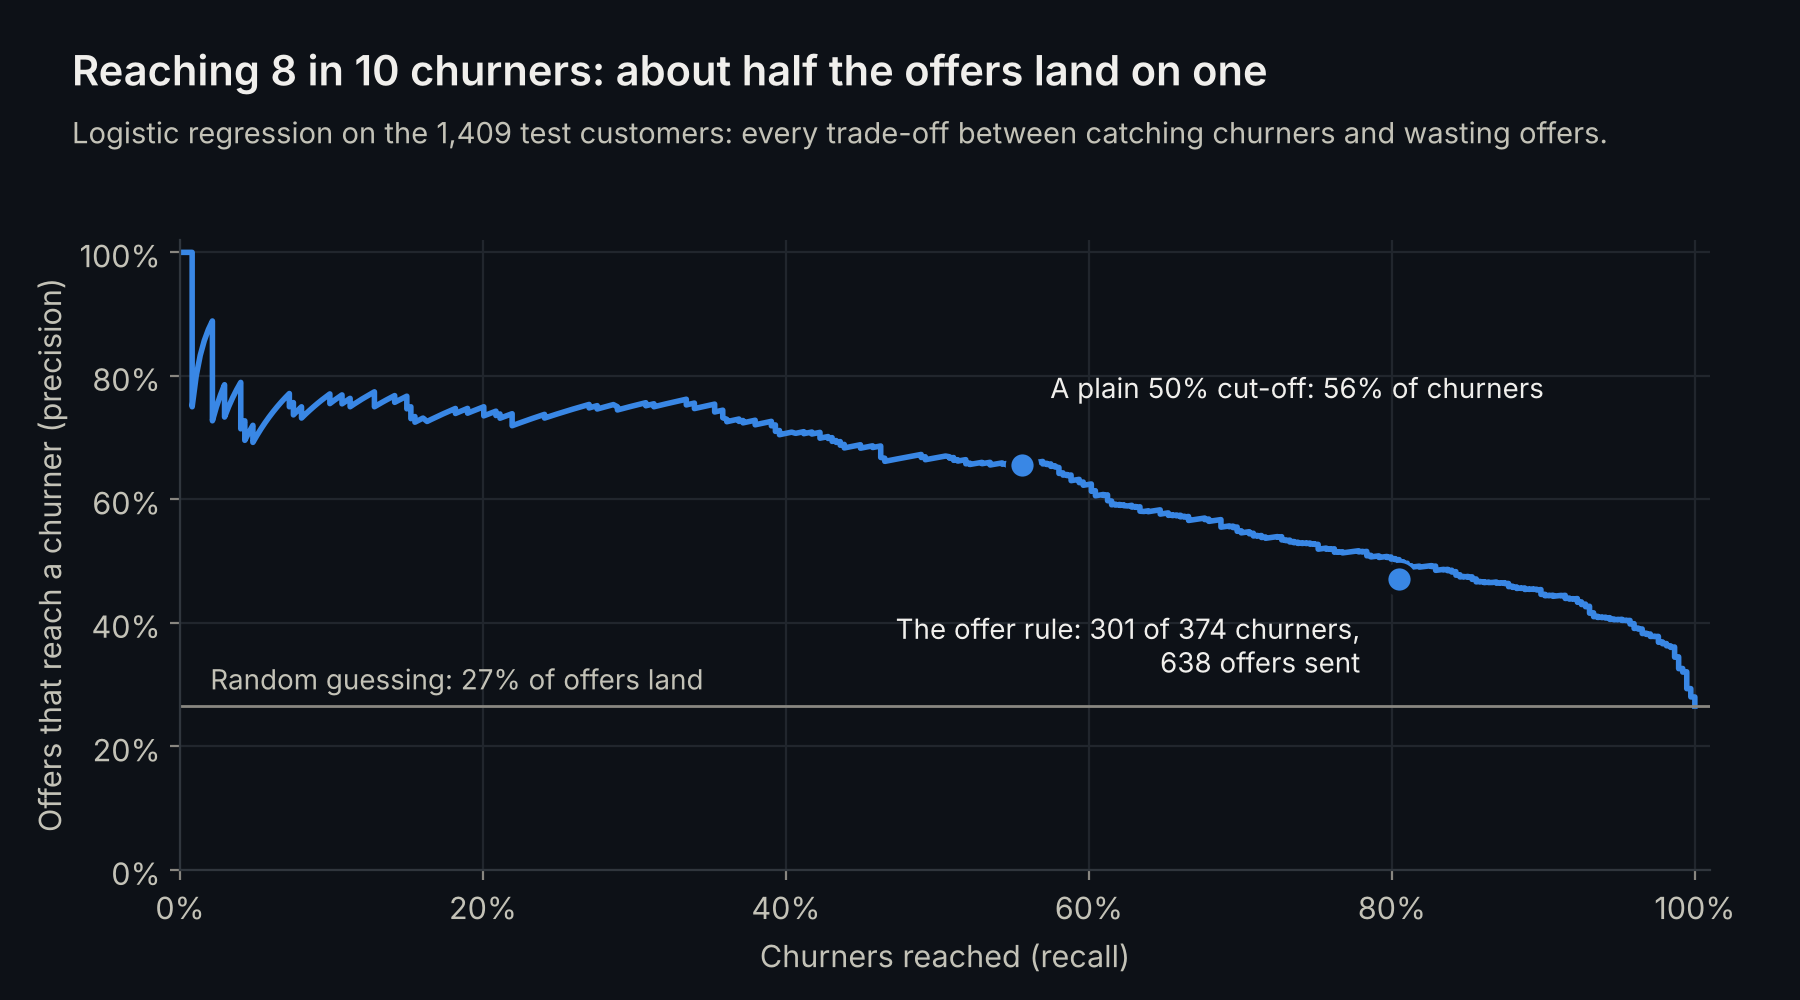 Reaching 8 in 10 churners: about half the offers land on one
Logistic regression on the 1,409 test customers: every trade-off between catching churners and wasting offers.
Offers that reach a churner (precision)
100%
80%
60%
40%
20%
0%
A plain 50% cut-off: 56% of churners
The offer rule: 301 of 374 churners,
638 offers sent
Random guessing: 27% of offers land
0%
20%
40%
60%
80%
100%
Churners reached (recall)